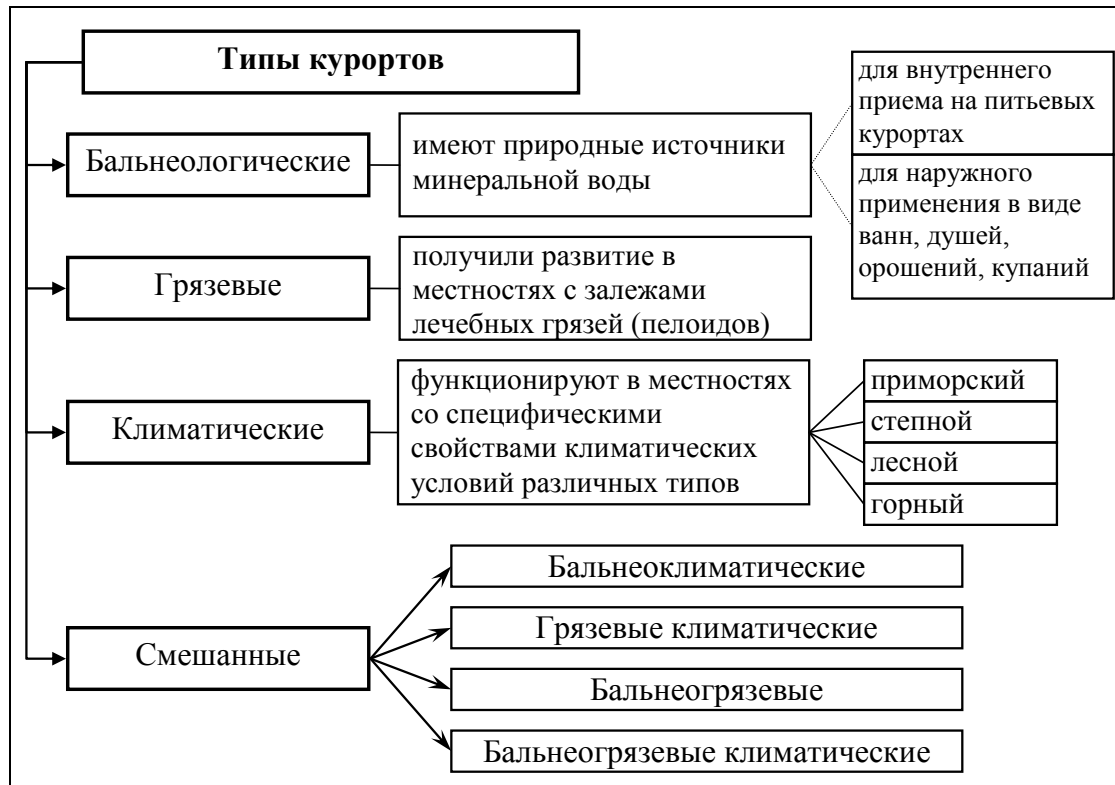 Типы курортов
Бальнеологические
имеют природные источники
минеральной воды
для внутреннего
приема на питьевых
курортах
для наружного
применения в виде
ванн, душей,
орошений, купаний
Грязевые
получили развитие в
местностях с залежами
лечебных грязей (пелоидов)
Климатические
функционируют в местностях
со специфическими
свойствами климатических
условий различных типов
приморский
степной
лесной
горный
Смешанные
Бальнеоклиматические
Грязевые климатические
Бальнеогрязевые
Бальнеогрязевые климатические